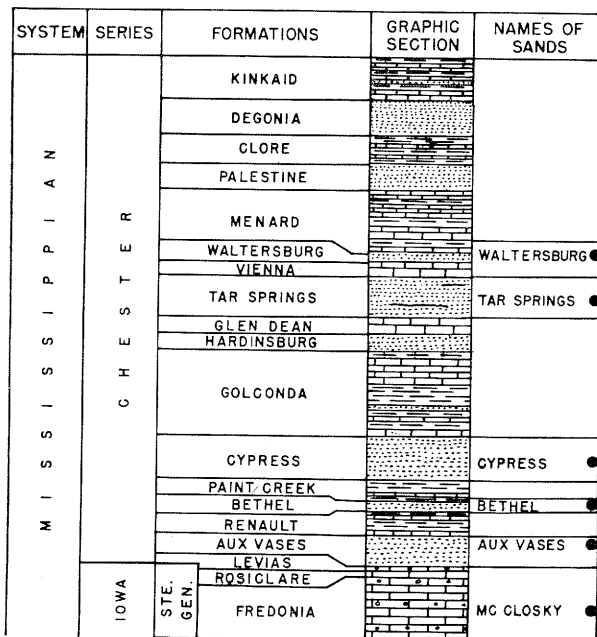 SYSTEM SERIES FORMATIONS GRAPHIC SECTION NAMES OF SANDS
MISSISSIPPIAN
CHESTER
KINKAID
DEGONIA
CLORE
PALESTINE
MENARD
WALTERSBURG WALTERSBURG
VIENNA
TAR SPRINGS TAR SPRINGS
GLEN DEAN
HARDINSBURG
GOLCONDA
CYPRESS CYPRESS
PAINT CREEK
BETHEL BETHEL
RENAULT
AUX VASES AUX VASES
LEVIAS
IOWA
STE. GEN.
ROSICLARE
FREDONIA MC CLOSKY